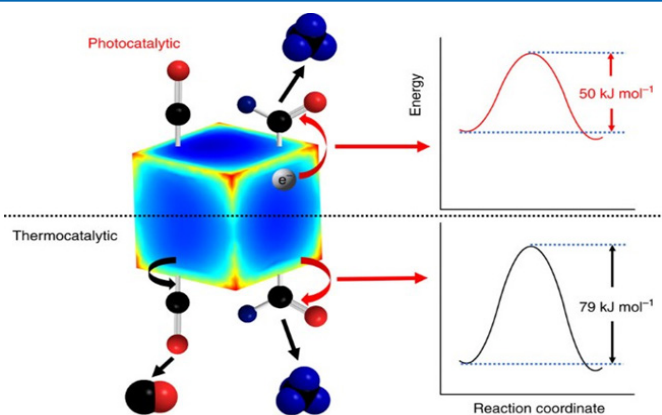 Photocatalytic
Energy
50 kJ mol⁻¹
e⁻
Thermocatalytic
79 kJ mol⁻¹
Reaction coordinate